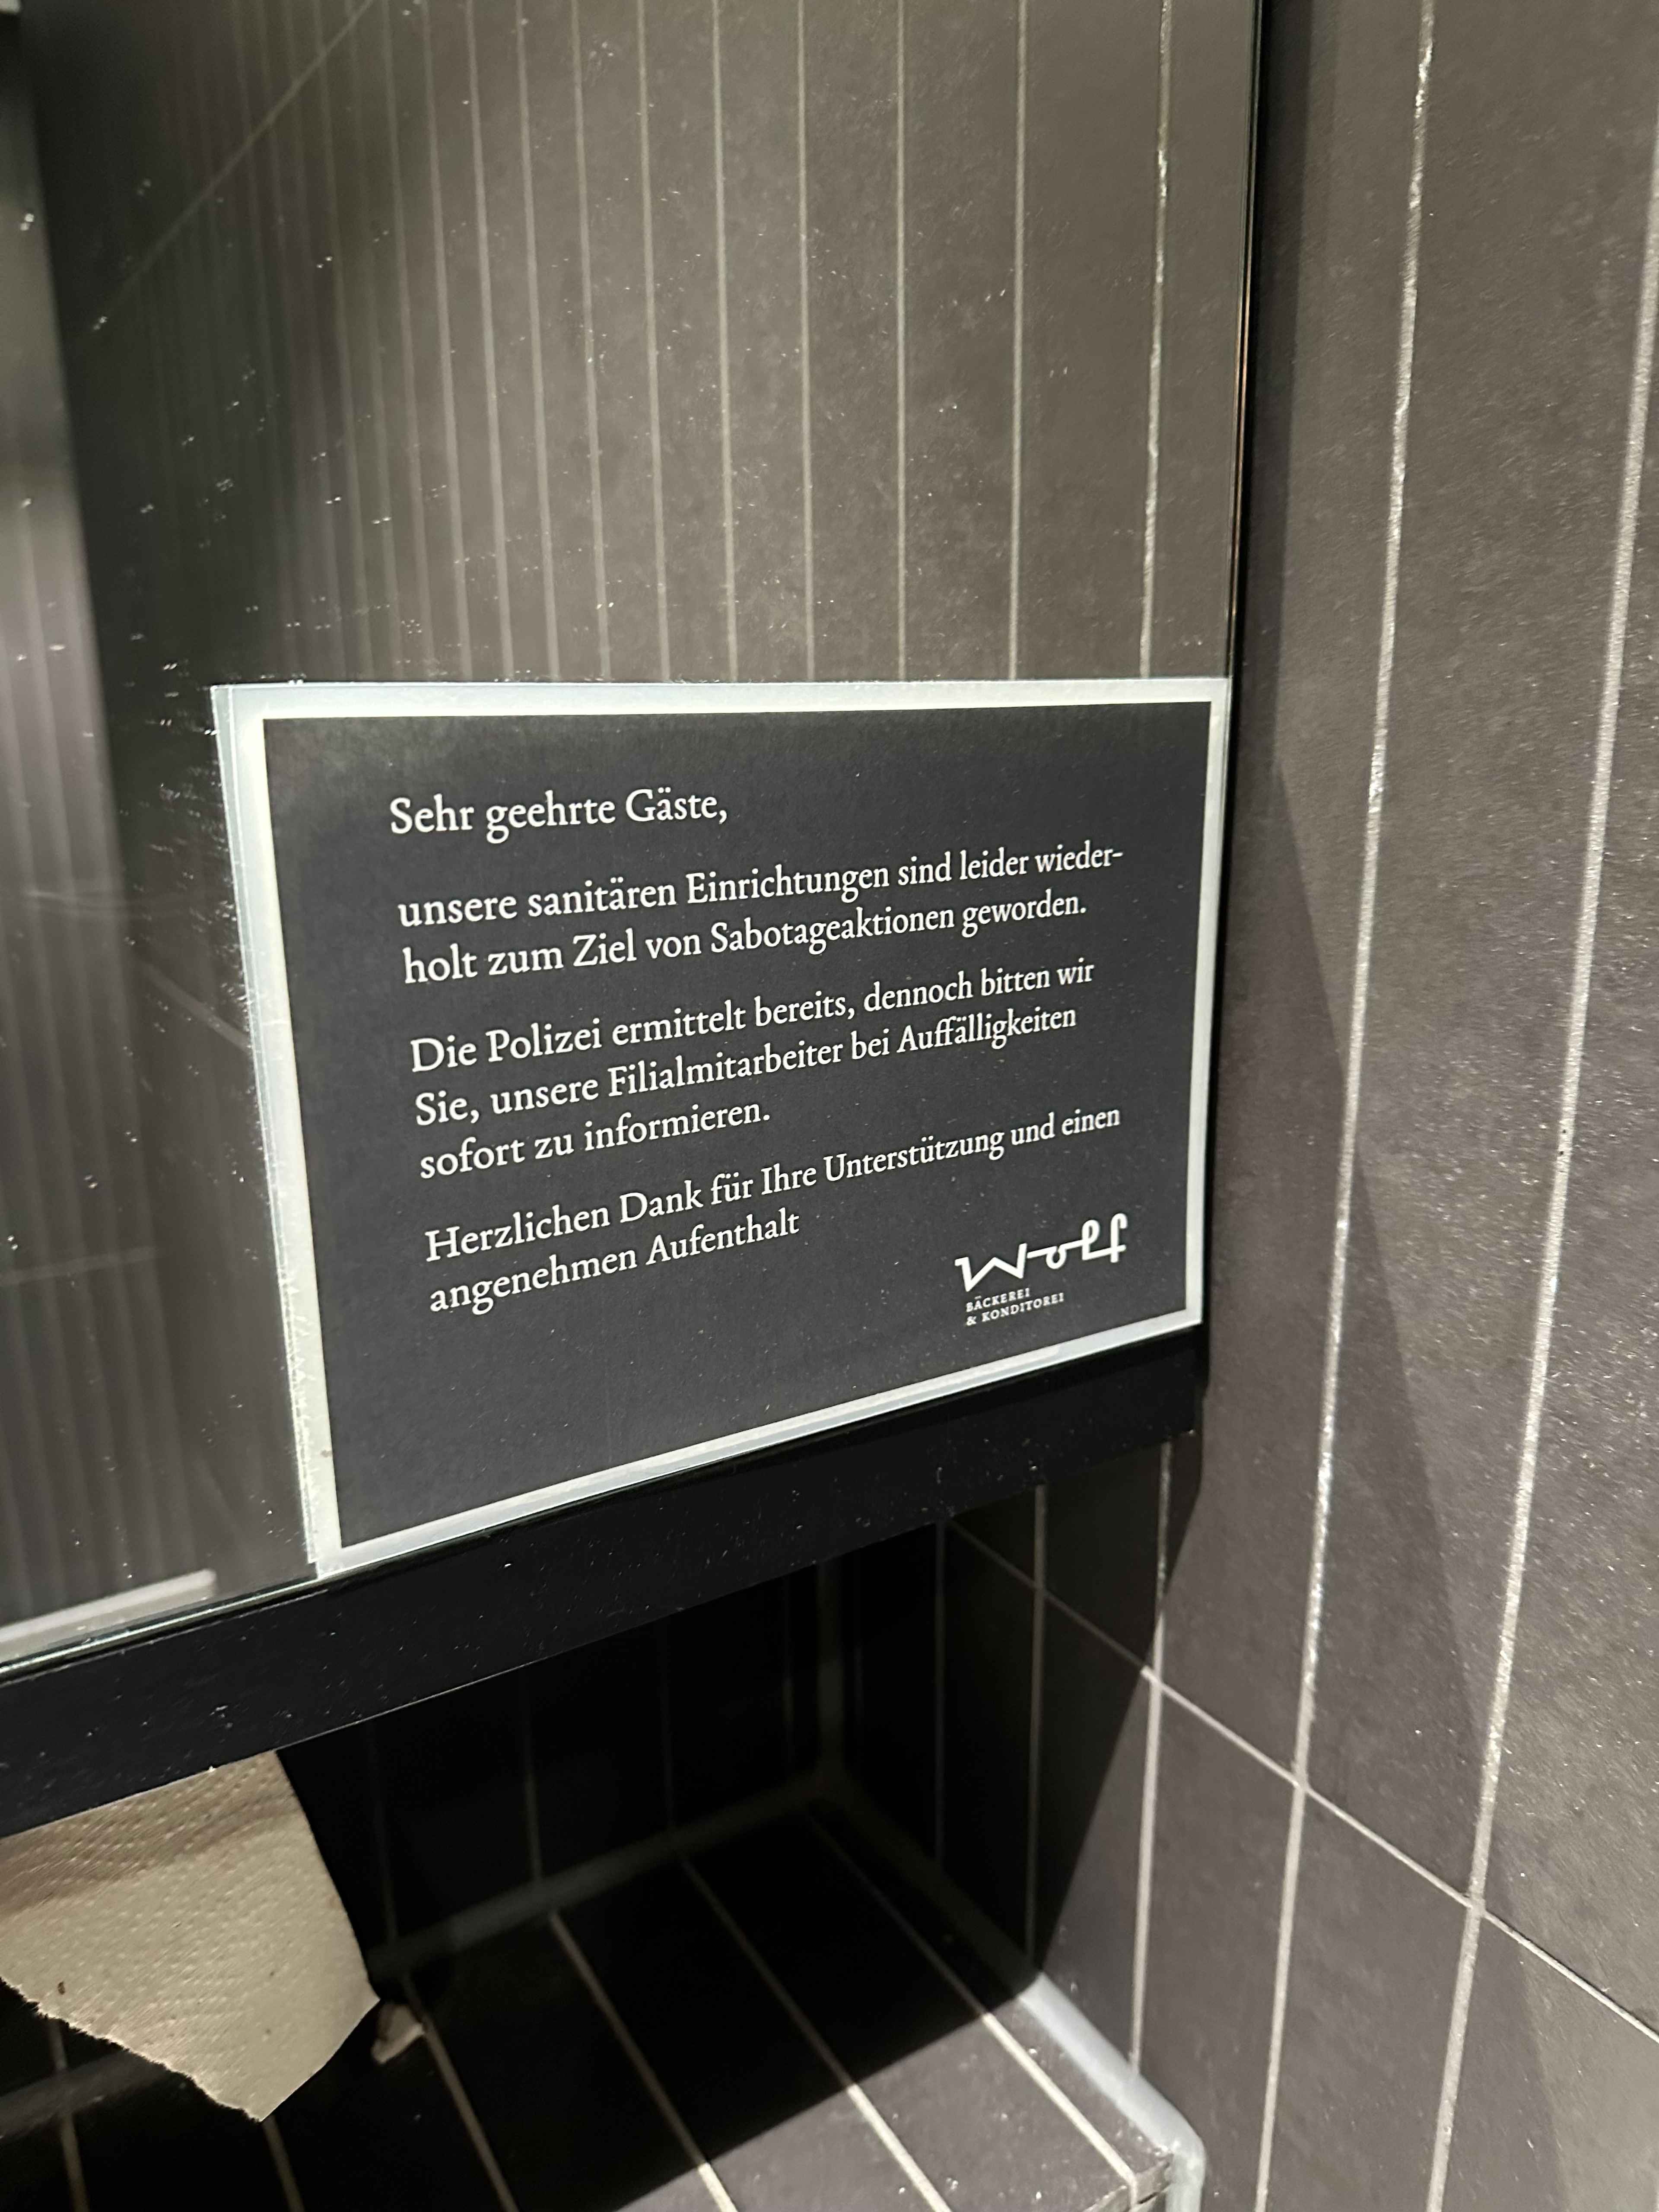 Sehr geehrte Gäste,
unsere sanitären Einrichtungen sind leider wieder-
holt zum Ziel von Sabotageaktionen geworden.
Die Polizei ermittelt bereits, dennoch bitten wir
Sie, unsere Filialmitarbeiter bei Auffälligkeiten
sofort zu informieren.
Herzlichen Dank für Ihre Unterstützung und einen
angenehmen Aufenthalt
Wolf
BÄCKEREI
& KONDITOREI